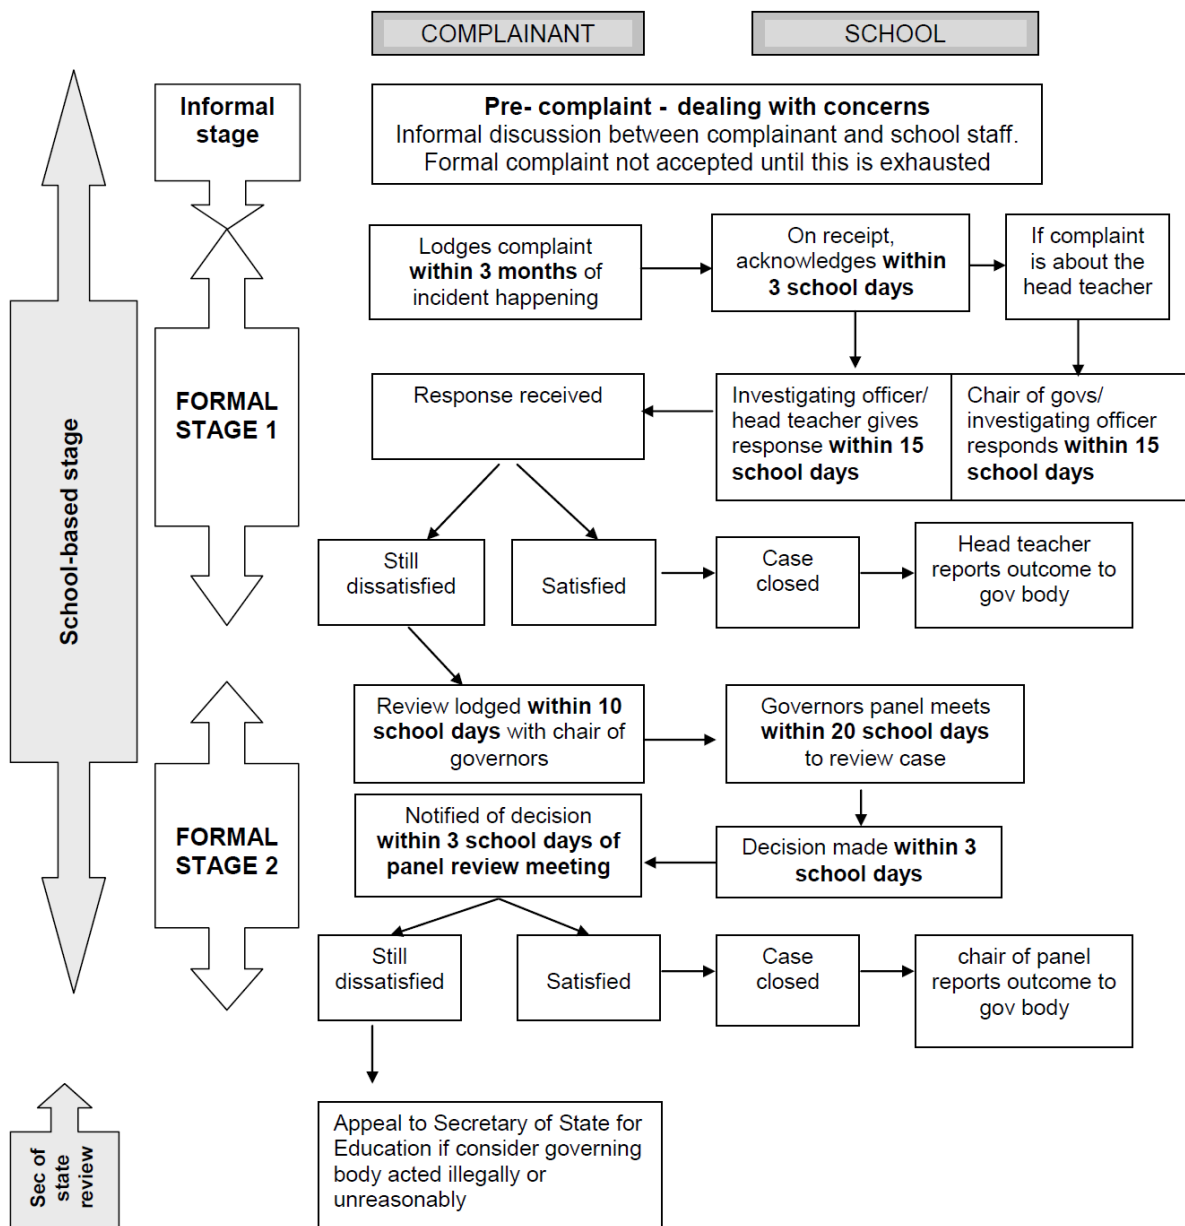 COMPLAINANT
SCHOOL
Informal
stage
Pre- complaint - dealing with concerns
Informal discussion between complainant and school staff.
Formal complaint not accepted until this is exhausted
Lodges complaint
within 3 months of
incident happening
On receipt,
acknowledges within
3 school days
If complaint
is about the
head teacher
School-based stage
FORMAL
STAGE 1
Response received
Investigating officer/
head teacher gives
response within 15
school days
Chair of govs/
investigating officer
responds within 15
school days
Still
dissatisfied
Satisfied
Case
closed
Head teacher
reports outcome to
gov body
FORMAL
STAGE 2
Review lodged within 10
school days with chair of
governors
Governors panel meets
within 20 school days
to review case
Notified of decision
within 3 school days of
panel review meeting
Decision made within 3
school days
Still
dissatisfied
Satisfied
Case
closed
chair of panel
reports outcome to
gov body
Sec of
state
review
Appeal to Secretary of State for
Education if consider governing
body acted illegally or
unreasonably